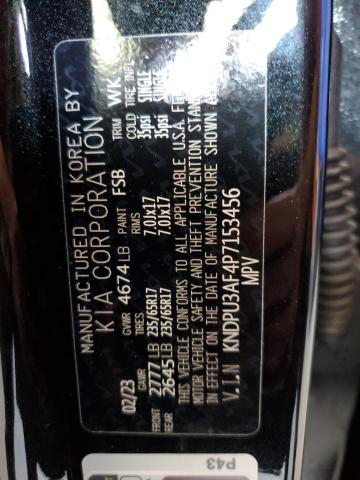 MANUFACTURED IN KOREA BY
KIA CORPORATION
02/23 GVWR 4674LB PAINT FSB TRIM WK
GAWR TIRES RIMS COLD TIRE INFL
FRONT 2777LB 235/65R17 7.0JX17 35psi SINGLE
REAR 2645LB 235/65R17 7.0JX17 35psi SINGLE
THIS VEHICLE CONFORMS TO ALL APPLICABLE U.S.A. FE
MOTOR VEHICLE SAFETY AND THEFT PREVENTION STAN
IN EFFECT ON THE DATE OF MANUFACTURE SHOWN A
V.I.N KNDPU3AF4P7153456
MPV
P43